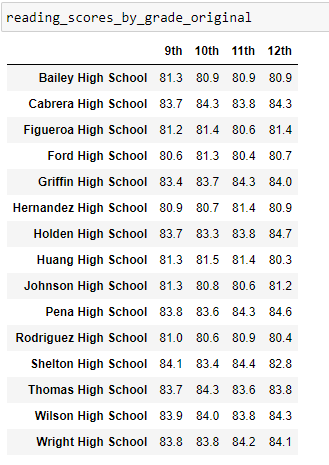 reading_scores_by_grade_original
9th 10th 11th 12th
Bailey High School 81.3 80.9 80.9 80.9
Cabrera High School 83.7 84.3 83.8 84.3
Figueroa High School 81.2 81.4 80.6 81.4
Ford High School 80.6 81.3 80.4 80.7
Griffin High School 83.4 83.7 84.3 84.0
Hernandez High School 80.9 80.7 81.4 80.9
Holden High School 83.7 83.3 83.8 84.7
Huang High School 81.3 81.5 81.4 80.3
Johnson High School 81.3 80.8 80.6 81.2
Pena High School 83.8 83.6 84.3 84.6
Rodriguez High School 81.0 80.6 80.9 80.4
Shelton High School 84.1 83.4 84.4 82.8
Thomas High School 83.7 84.3 83.6 83.8
Wilson High School 83.9 84.0 83.8 84.3
Wright High School 83.8 83.8 84.2 84.1